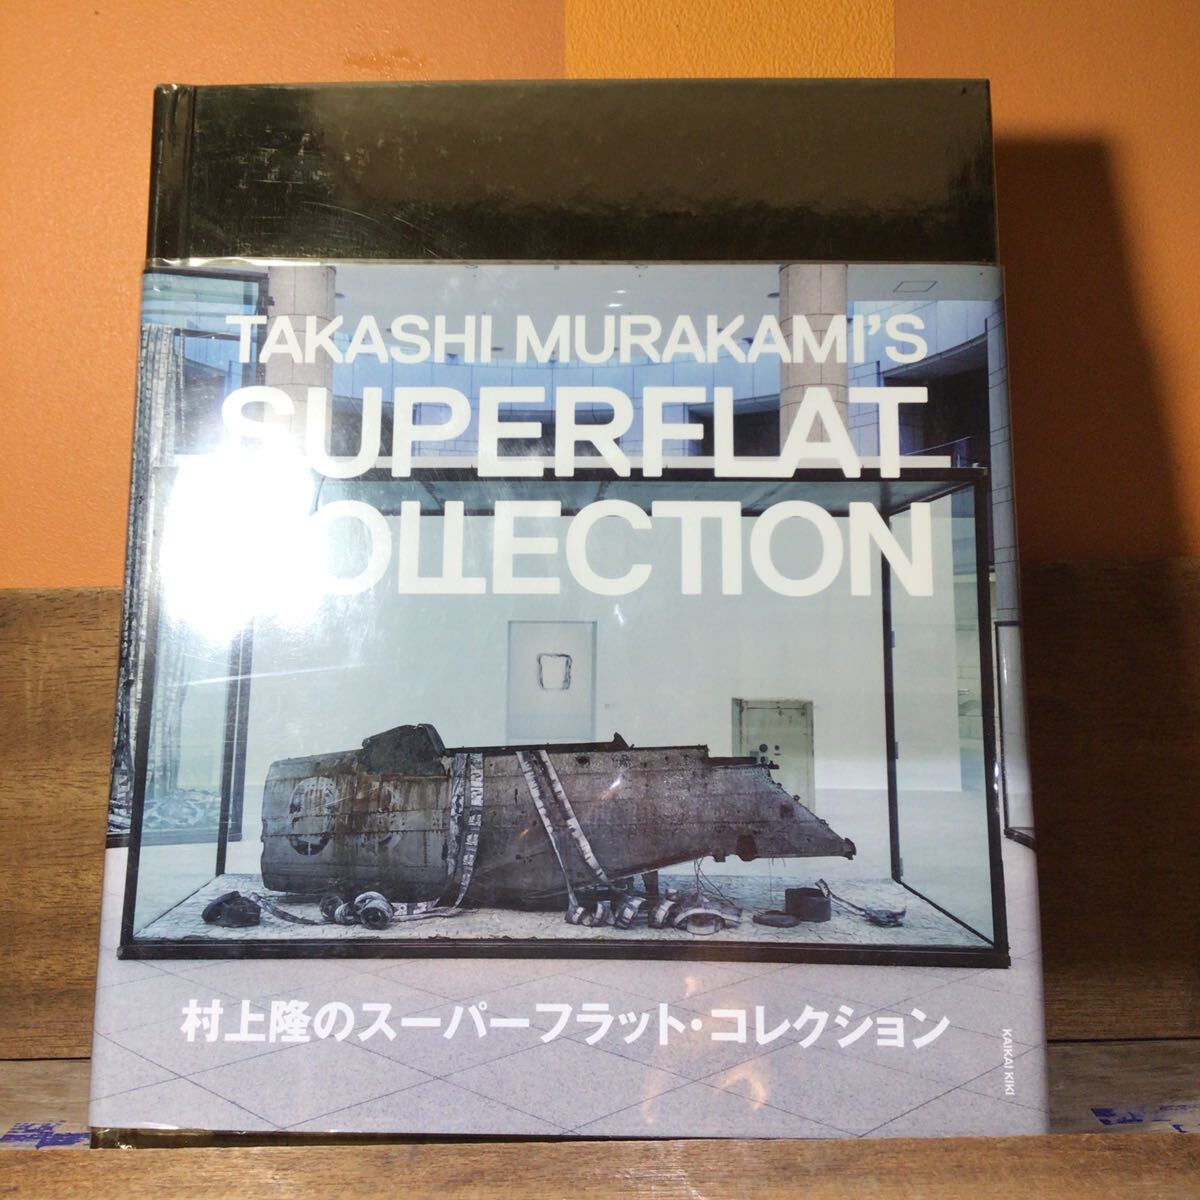 TAKASHI MURAKAMI'S
SUPERFLAT
COLLECTION
村上隆のスーパーフラット・コレクション
KAIKAI KIKI